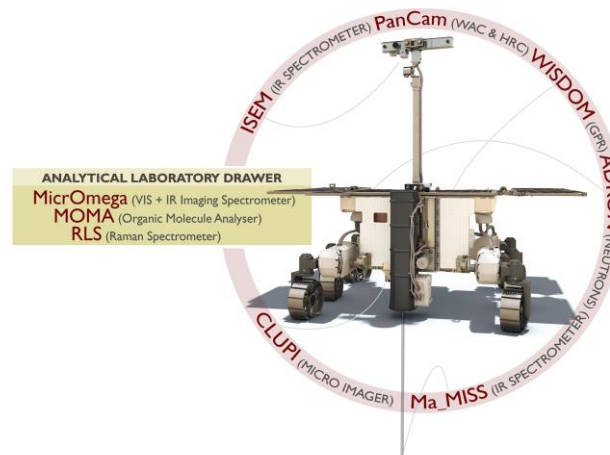 PanCam (WAC & HRC)
ISEM (IR SPECTROMETER)
WISDOM (GPR)
(NEUTRONS)
ANALYTICAL LABORATORY DRAWER
MicrOmega (VIS + IR Imaging Spectrometer)
MOMA (Organic Molecule Analyser)
RLS (Raman Spectrometer)
CLUPI (MICRO IMAGER)
Ma_MISS (IR SPECTROMETER)